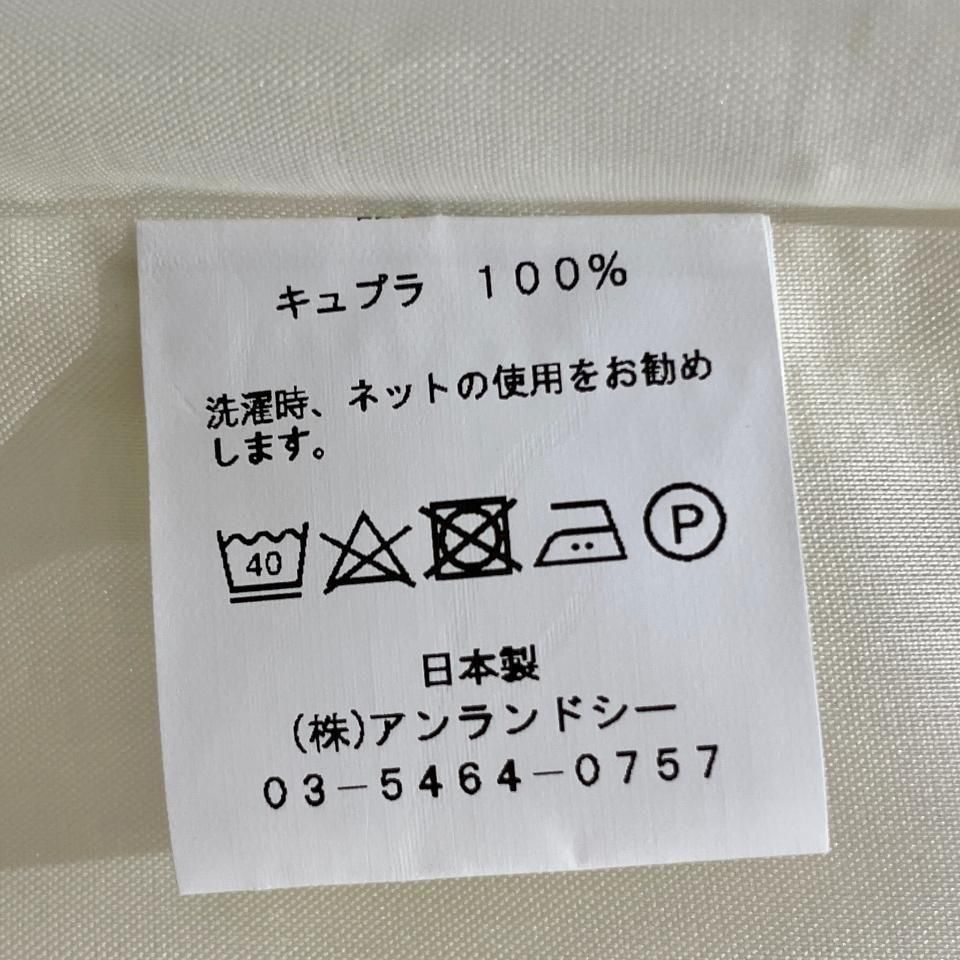 キュプラ　１００％
洗濯時、ネットの使用をお勧め
します。
40
P
日本製
(株)アンランドシー
０３－５４６４－０７５７